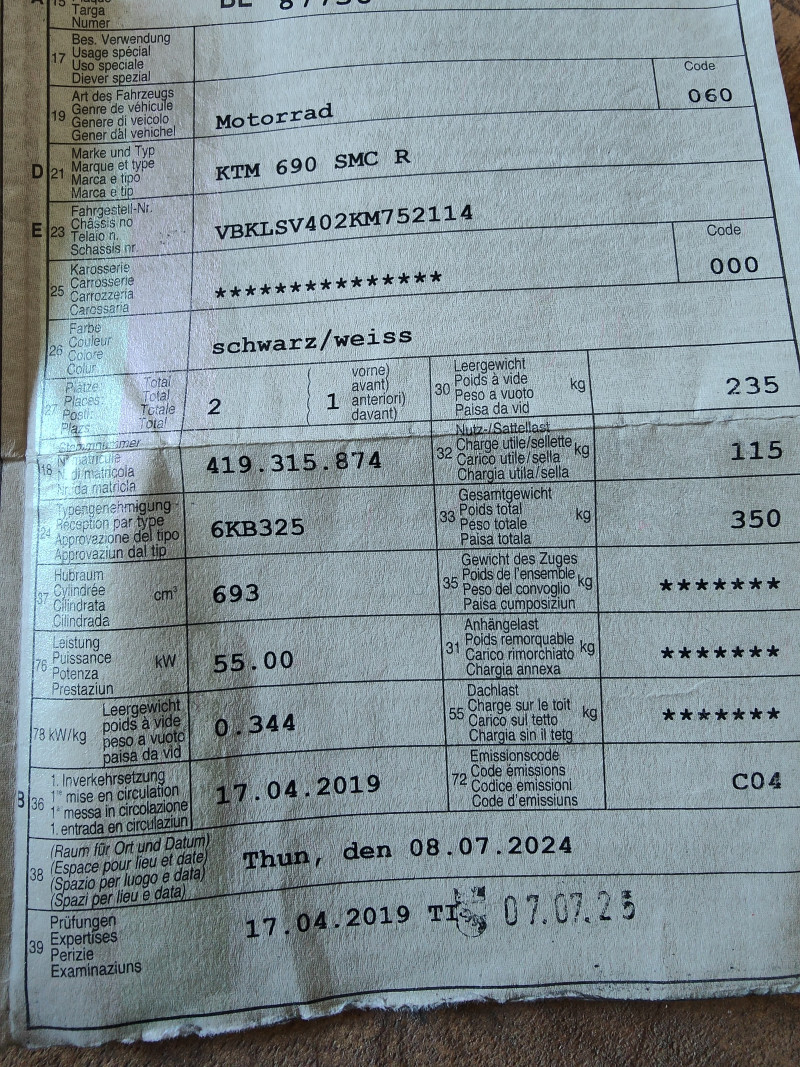 15
Targa
Numer
17
Bes. Verwendung
Usage spécial
Uso speciale
Diever spezial
19
Art des Fahrzeugs
Genre de véhicule
Genere di veicolo
Gener dal vehichel
Motorrad
Code
060
D 21
Marke und Typ
Marque et type
Marca e tipo
Marca e tip
KTM 690 SMC R
E 23
Fahrgestell-Nr.
Châssis no
Telaio n.
Schassis nr.
VBKLSV402KM752114
25
Karosserie
Carrosserie
Carrozzeria
Carossaria
***************
Code
000
26
Farbe
Couleur
Colore
Colur
schwarz/weiss
27
Plätze Total
Places: Total
Posti: Totale
Plazs: Total
2
1
vorne)
avant)
anteriori)
davant)
30
Leergewicht
Poids à vide
Peso a vuoto
Paisa da vid
kg
235
18
Stammnummer
N° matricule
N. di matricola
Nr. da matricla
419.315.874
32
Nutz-/Sattellast
Charge utile/sellette
Carico utile/sella
Chargia utila/sella
kg
115
24
Typengenehmigung
Réception par type
Approvazione del tipo
Approvaziun dal tip
6KB325
33
Gesamtgewicht
Poids total
Peso totale
Paisa totala
kg
350
37
Hubraum
Cylindrée
Cilindrata
Cilindrada
cm³
693
35
Gewicht des Zuges
Poids de l'ensemble
Peso del convoglio
Paisa cumposiziun
kg
*******
76
Leistung
Puissance
Potenza
Prestaziun
kW
55.00
31
Anhängelast
Poids remorquable
Carico rimorchiato
Chargia annexa
kg
*******
78 kW/kg
Leergewicht
poids à vide
peso a vuoto
paisa da vid
0.344
55
Dachlast
Charge sur le toit
Carico sul tetto
Chargia sin il tetg
kg
*******
B 36
1. Inverkehrsetzung
1re mise en circulation
1a messa in circolazione
1. entrada en circulaziun
17.04.2019
72
Emissionscode
Code émissions
Codice emissioni
Code d'emissiuns
C04
38
(Raum für Ort und Datum)
(Espace pour lieu et date)
(Spazio per luogo e data)
(Spazi per lieu e data)
Thun, den 08.07.2024
39
Prüfungen
Expertises
Perizie
Examinaziuns
17.04.2019 TI